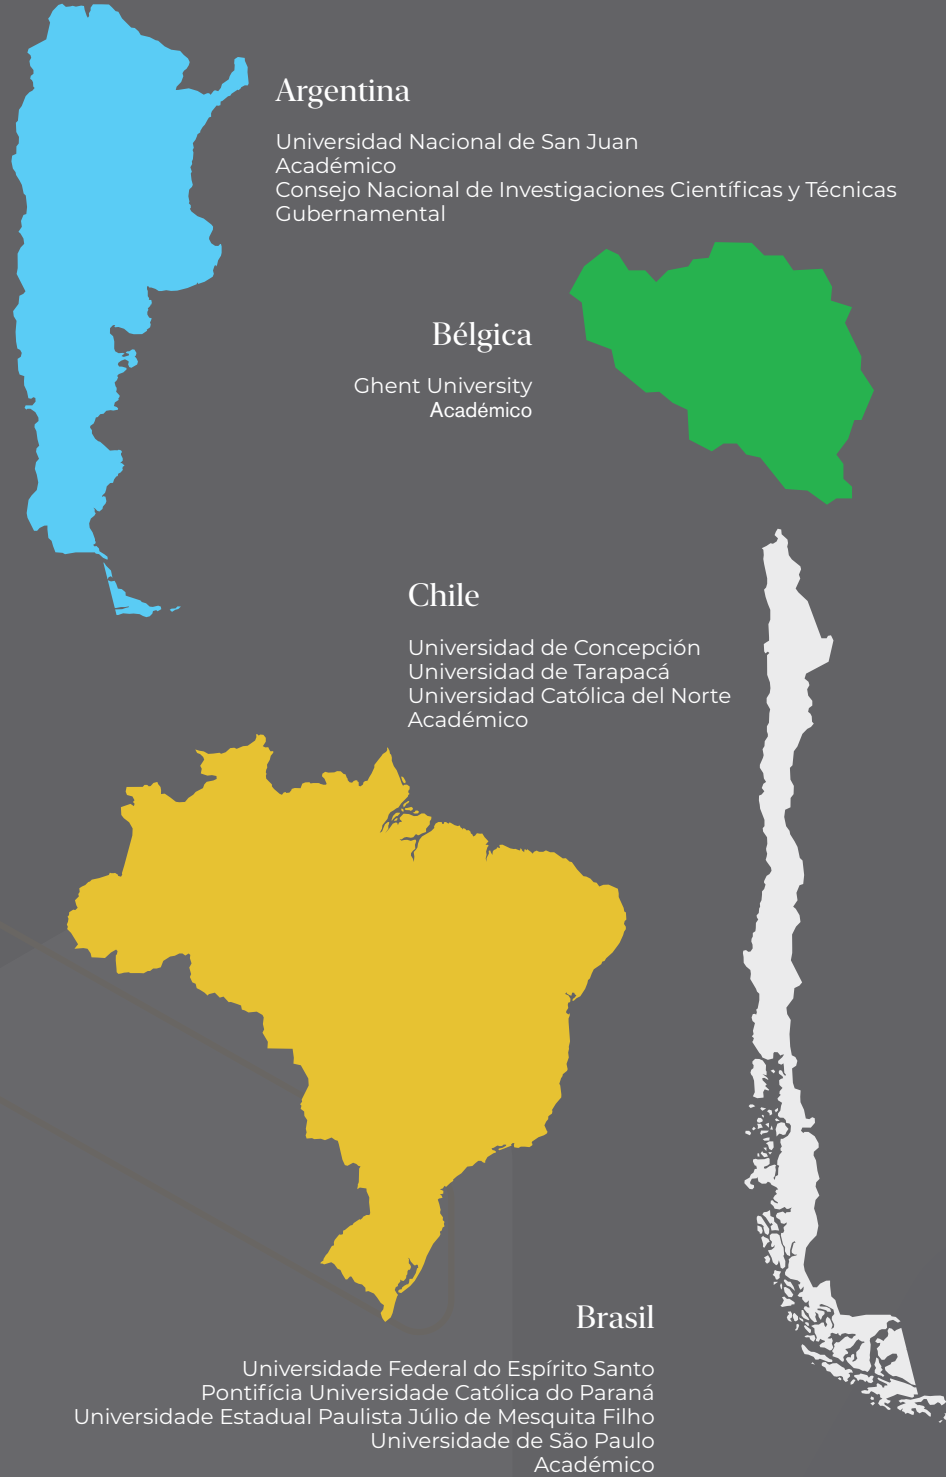 Argentina
Universidad Nacional de San Juan
Académico
Consejo Nacional de Investigaciones Científicas y Técnicas
Gubernamental
Bélgica
Ghent University
Académico
Chile
Universidad de Concepción
Universidad de Tarapacá
Universidad Católica del Norte
Académico
Brasil
Universidade Federal do Espírito Santo
Pontifícia Universidade Católica do Paraná
Universidade Estadual Paulista Júlio de Mesquita Filho
Universidade de São Paulo
Académico